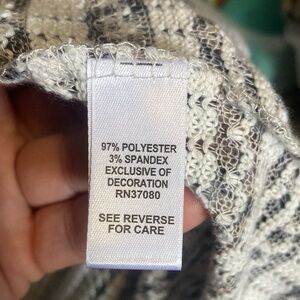 97% POLYESTER
3% SPANDEX
EXCLUSIVE OF
DECORATION
RN37080
SEE REVERSE
FOR CARE